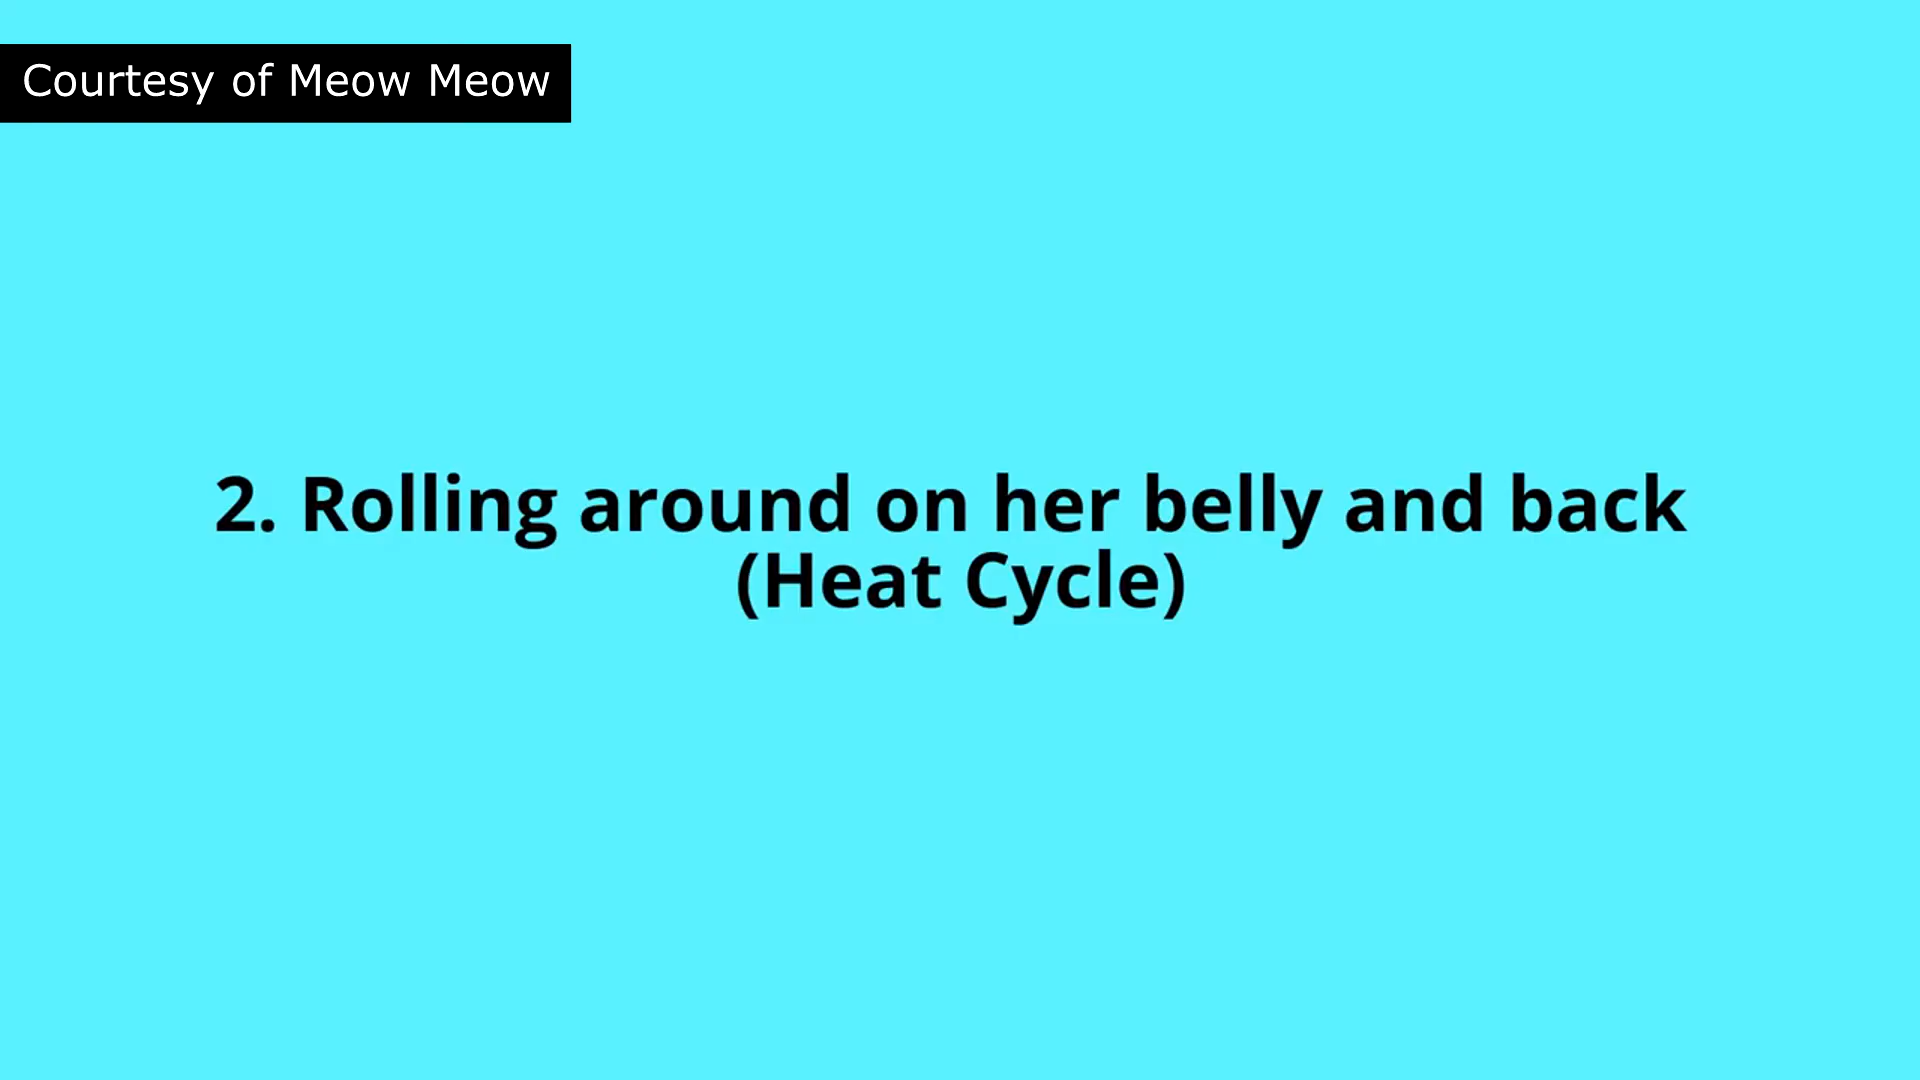 Courtesy of Meow Meow
2. Rolling around on her belly and back
(Heat Cycle)